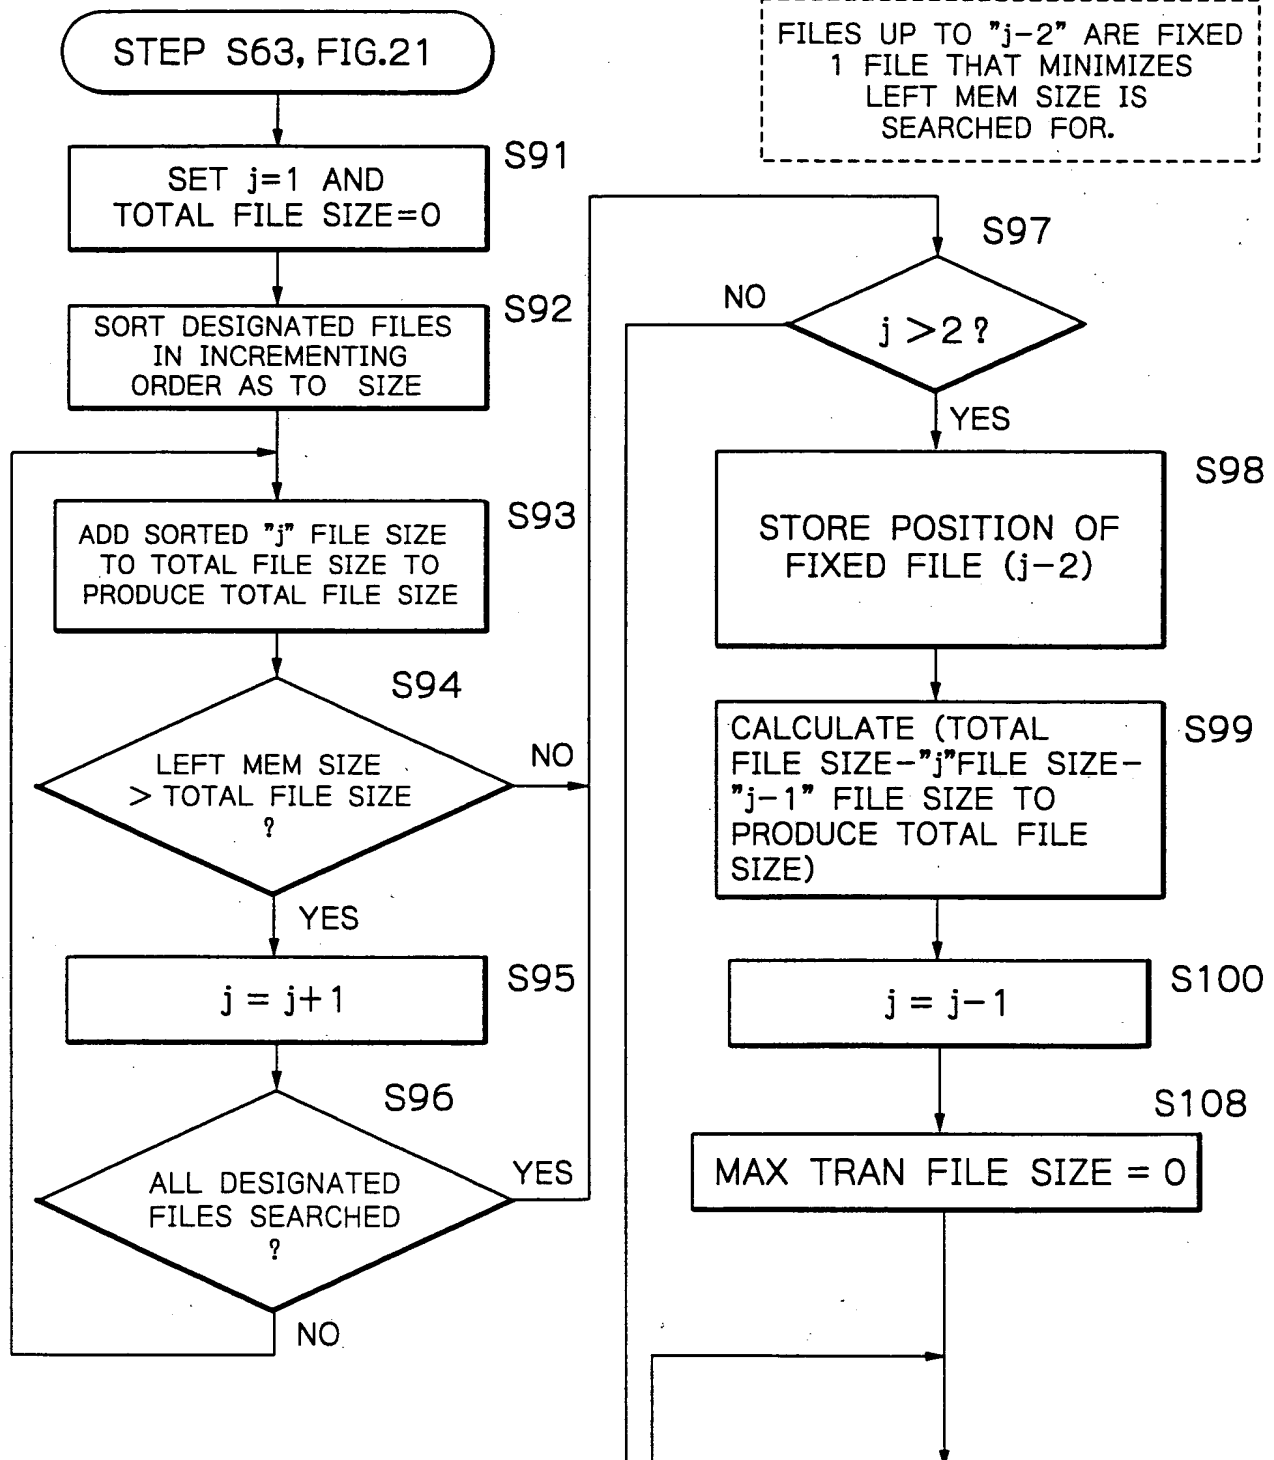 STEP S63, FIG.21
S91
SET j=1 AND
TOTAL FILE SIZE=0
S92
SORT DESIGNATED FILES
IN INCREMENTING
ORDER AS TO SIZE
S93
ADD SORTED "j" FILE SIZE
TO TOTAL FILE SIZE TO
PRODUCE TOTAL FILE SIZE
S94
LEFT MEM SIZE
> TOTAL FILE SIZE
?
NO
YES
S95
j = j+1
S96
ALL DESIGNATED
FILES SEARCHED
?
YES
NO
FILES UP TO "j-2" ARE FIXED
1 FILE THAT MINIMIZES
LEFT MEM SIZE IS
SEARCHED FOR.
S97
j >2 ?
NO
YES
S98
STORE POSITION OF
FIXED FILE (j-2)
S99
CALCULATE (TOTAL
FILE SIZE-"j"FILE SIZE-
"j-1" FILE SIZE TO
PRODUCE TOTAL FILE
SIZE)
S100
j = j-1
S108
MAX TRAN FILE SIZE = 0